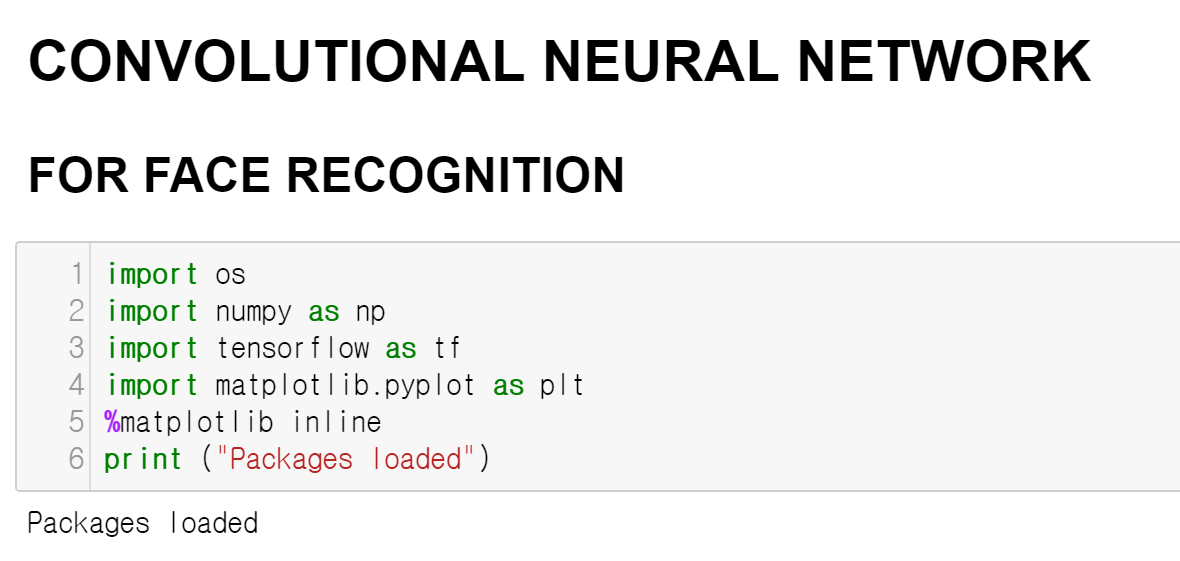 CONVOLUTIONAL NEURAL NETWORK
FOR FACE RECOGNITION
1 import os
2 import numpy as np
3 import tensorflow as tf
4 import matplotlib.pyplot as plt
5 %matplotlib inline
6 print ("Packages loaded")
Packages loaded